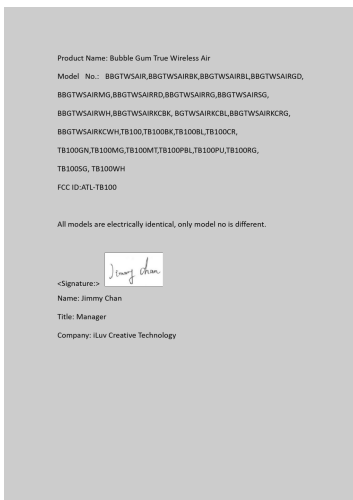 Product Name: Bubble Gum True Wireless Air
Model No.: BBGTWSAIR,BBGTWSAIRBK,BBGTWSAIRBL,BBGTWSAIRGD,
BBGTWSAIRMG,BBGTWSAIRRD,BBGTWSAIRRG,BBGTWSAIRSG,
BBGTWSAIRWH,BBGTWSAIRKCBK, BGTWSAIRKCBL,BBGTWSAIRKCRG,
BBGTWSAIRKCWH,TB100,TB100BK,TB100BL,TB100CR,
TB100GN,TB100MG,TB100MT,TB100PBL,TB100PU,TB100RG,
TB100SG, TB100WH
FCC ID:ATL-TB100
All models are electrically identical, only model no is different.
Jimmy chan
<Signature:>
Name: Jimmy Chan
Title: Manager
Company: iLuv Creative Technology